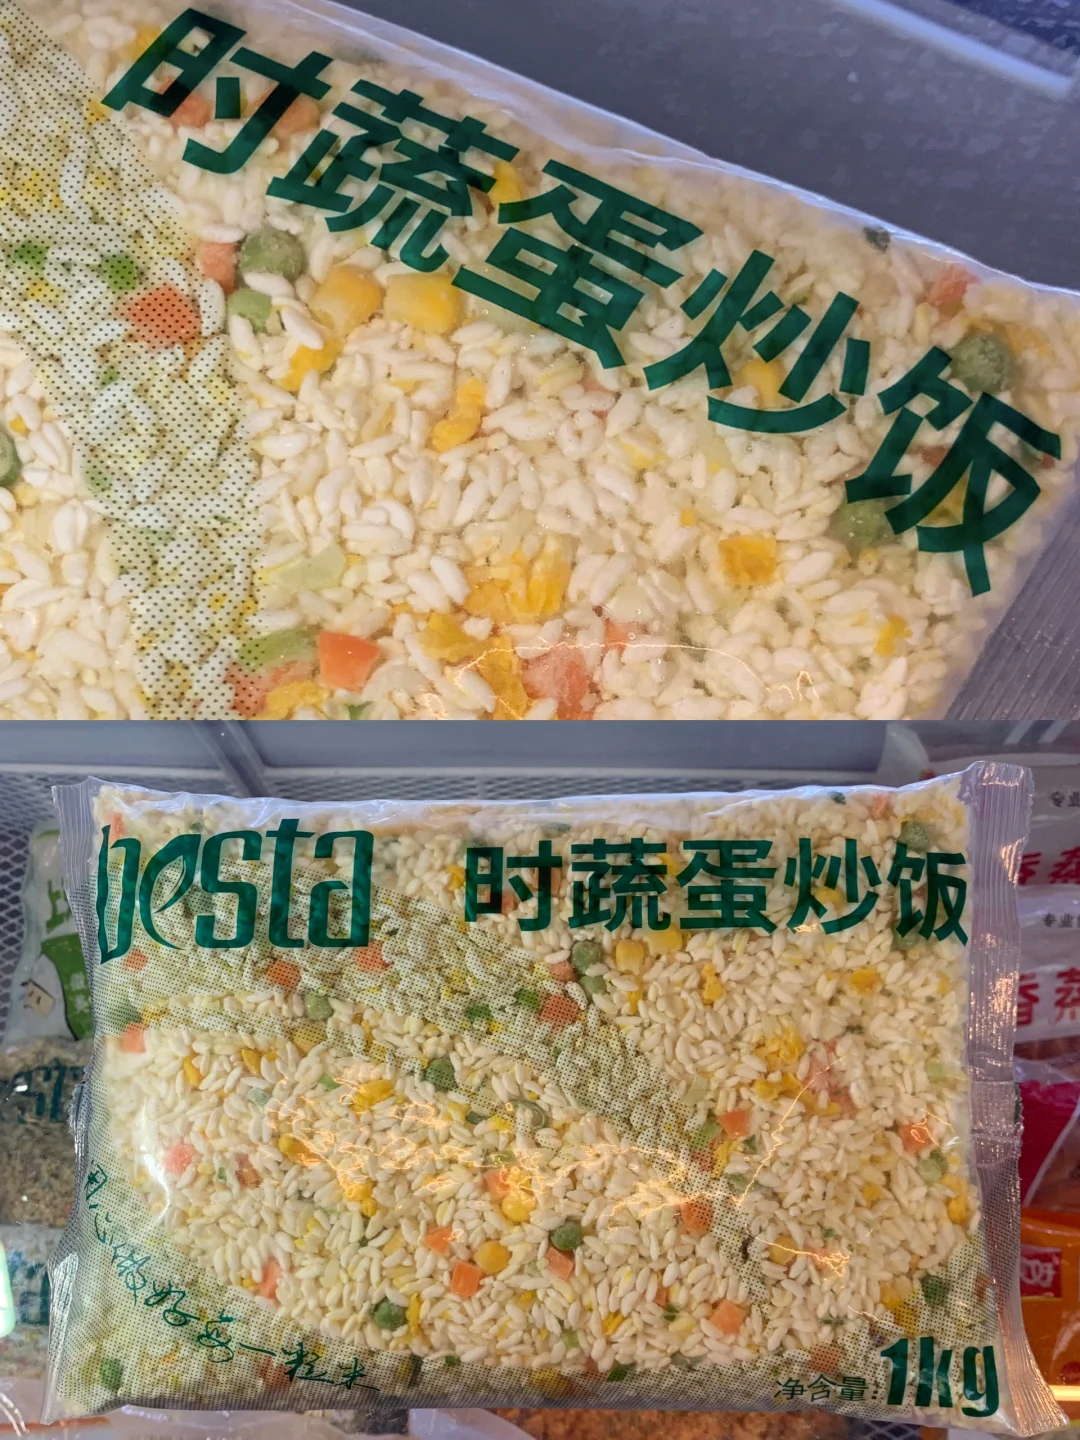 时蔬蛋炒饭
besta
时蔬蛋炒饭
用心做好每一粒米
净含量:1kg